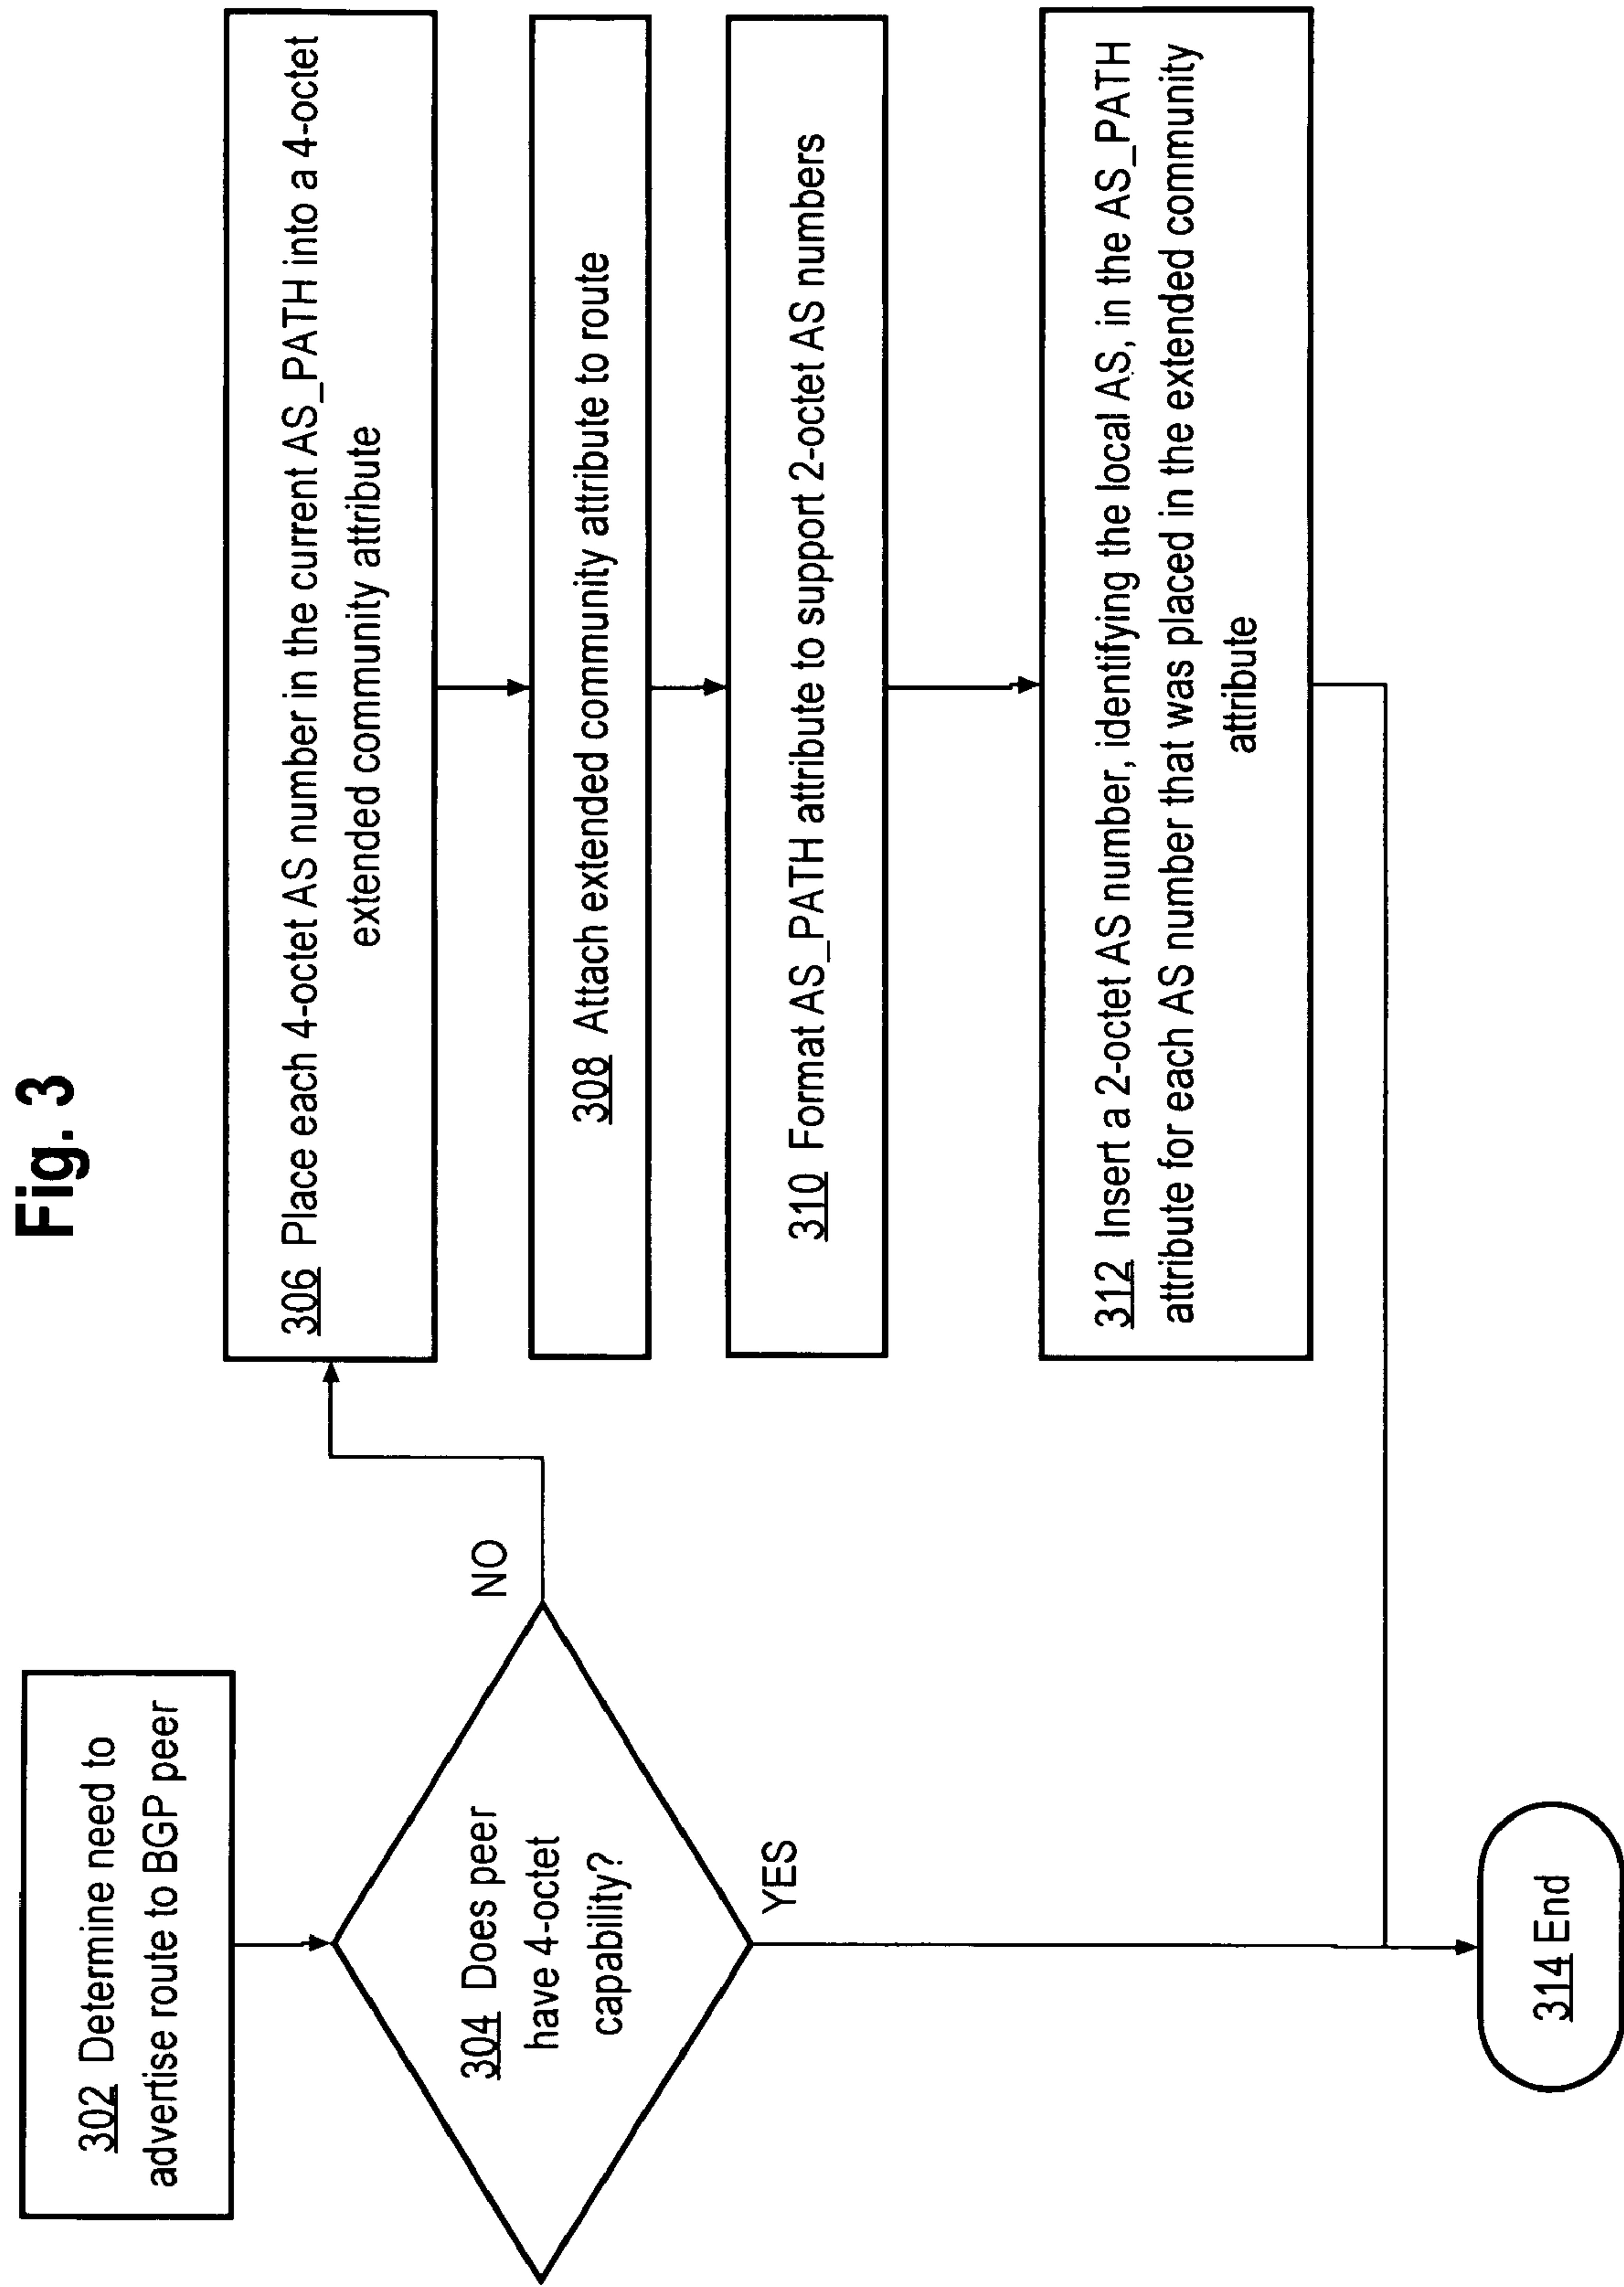 Fig. 3
302 Determine need to
advertise route to BGP peer
304 Does peer
have 4-octet
capability?
NO
YES
306 Place each 4-octet AS number in the current AS_PATH into a 4-octet
extended community attribute
308 Attach extended community attribute to route
310 Format AS_PATH attribute to support 2-octet AS numbers
312 Insert a 2-octet AS number, identifying the local AS, in the AS_PATH
attribute for each AS number that was placed in the extended community
attribute
314 End